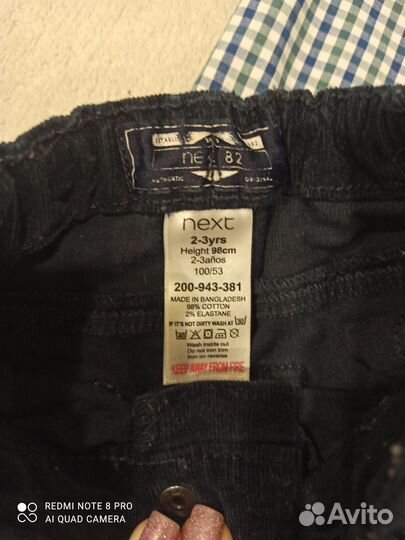 ESTABLISHED
next 82
AUTHENTIC ORIGINAL
next
2-3yrs
Height 98cm
2-3años
100/53
200-943-381
MADE IN BANGLADESH
98% COTTON
2% ELASTANE
IF IT'S NOT DIRTY WASH AT
Wash inside out
Do not iron trim
Iron on reverse
KEEP AWAY FROM FIRE
REDMI NOTE 8 PRO
AI QUAD CAMERA
Avito